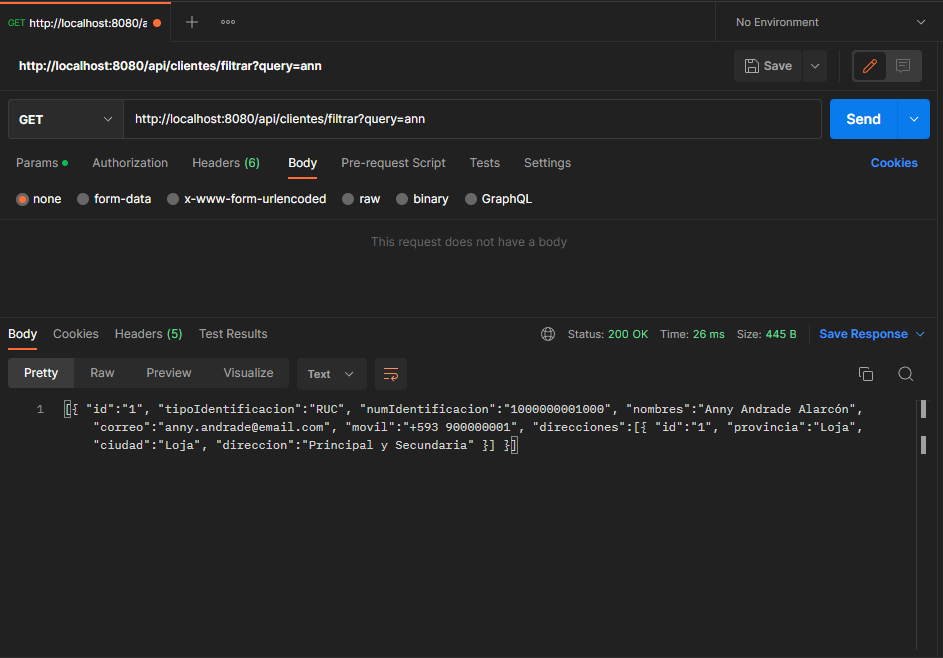 GET http://localhost:8080/a
No Environment
http://localhost:8080/api/clientes/filtrar?query=ann
Save
GET http://localhost:8080/api/clientes/filtrar?query=ann Send
Params Authorization Headers (6) Body Pre-request Script Tests Settings Cookies
none form-data x-www-form-urlencoded raw binary GraphQL
This request does not have a body
Body Cookies Headers (5) Test Results Status: 200 OK Time: 26 ms Size: 445 B Save Response
Pretty Raw Preview Visualize Text
1 [{ "id":"1", "tipoIdentificacion":"RUC", "numIdentificacion":"1000000001000", "nombres":"Anny Andrade Alarcón",
"correo":"anny.andrade@email.com", "movil":"+593 900000001", "direcciones":[{ "id":"1", "provincia":"Loja",
"ciudad":"Loja", "direccion":"Principal y Secundaria" }] }]